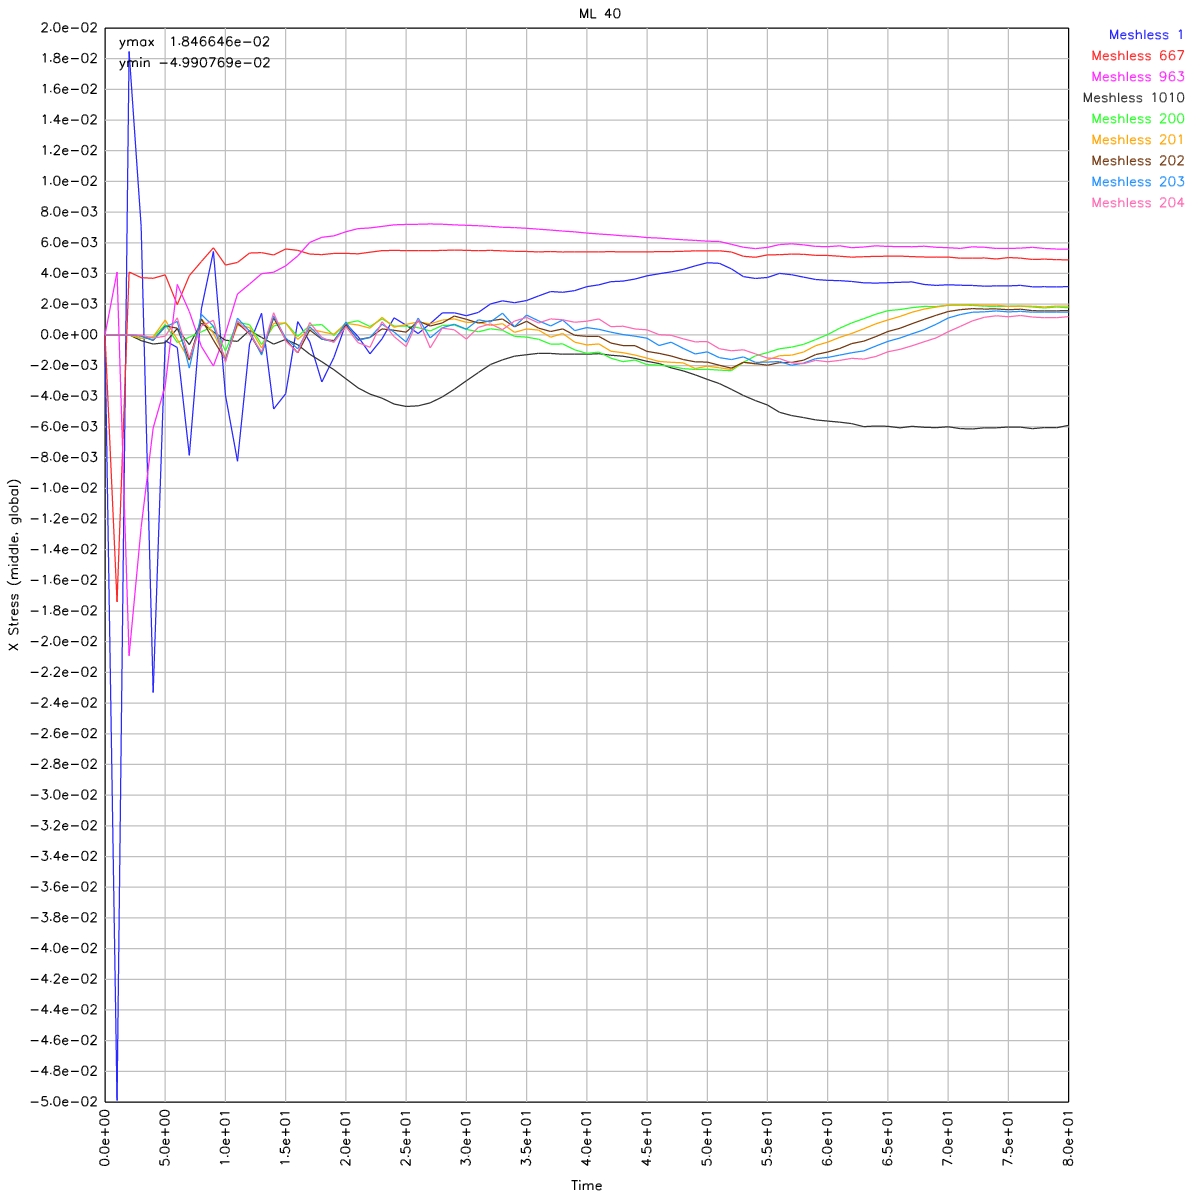 ML 40
ymax 1.846646e-02
ymin -4.990769e-02
Meshless 1
Meshless 667
Meshless 963
Meshless 1010
Meshless 200
Meshless 201
Meshless 202
Meshless 203
Meshless 204
2.0e-02
1.8e-02
1.6e-02
1.4e-02
1.2e-02
1.0e-02
8.0e-03
6.0e-03
4.0e-03
2.0e-03
0.0e+00
-2.0e-03
-4.0e-03
-6.0e-03
-8.0e-03
-1.0e-02
-1.2e-02
-1.4e-02
-1.6e-02
-1.8e-02
-2.0e-02
-2.2e-02
-2.4e-02
-2.6e-02
-2.8e-02
-3.0e-02
-3.2e-02
-3.4e-02
-3.6e-02
-3.8e-02
-4.0e-02
-4.2e-02
-4.4e-02
-4.6e-02
-4.8e-02
-5.0e-02
X Stress (middle, global)
0.0e+00
5.0e+00
1.0e+01
1.5e+01
2.0e+01
2.5e+01
3.0e+01
3.5e+01
4.0e+01
4.5e+01
5.0e+01
5.5e+01
6.0e+01
6.5e+01
7.0e+01
7.5e+01
8.0e+01
Time